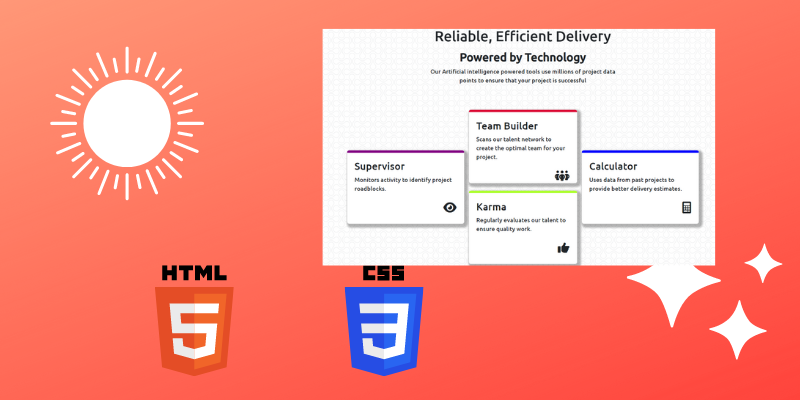 Reliable, Efficient Delivery
Powered by Technology
Our Artificial Intelligence powered tools use millions of project data
points to ensure that your project is successful
Team Builder
Scans our talent network to
create the optimal team for your
project.
Supervisor
Monitors activity to identify project
roadblocks.
Calculator
Uses data from past projects to
provide better delivery estimates.
Karma
Regularly evaluates our talent to
ensure quality work.
HTML
5
CSS
3